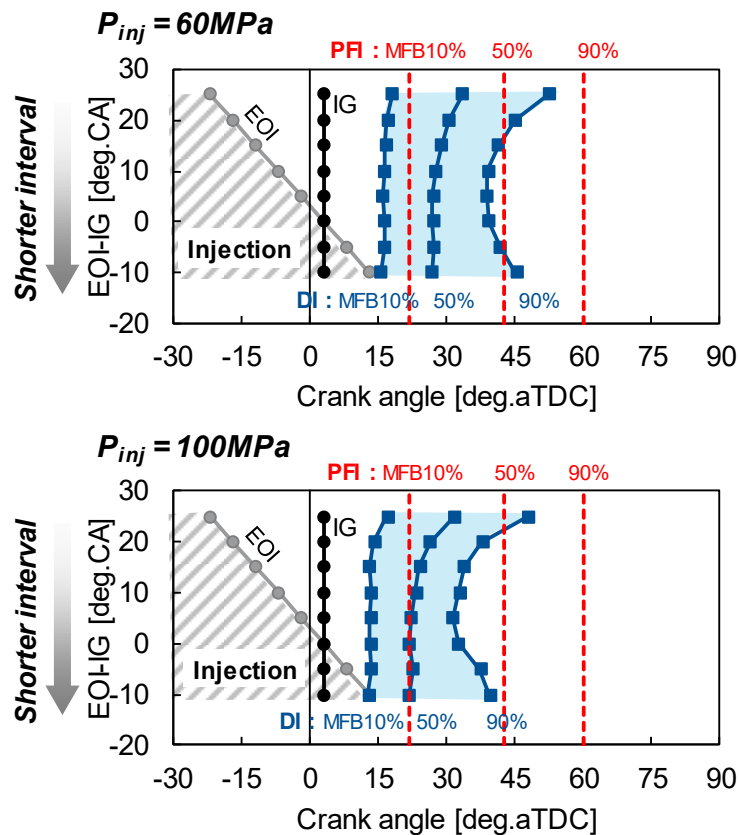 P_inj = 60MPa
PFI : MFB10% 50% 90%
30
20
10
0
-10
-20
EOI-IG [deg.CA]
Shorter interval
EOI
IG
Injection
DI : MFB10% 50% 90%
-30 -15 0 15 30 45 60 75 90
Crank angle [deg.aTDC]
P_inj = 100MPa
PFI : MFB10% 50% 90%
30
20
10
0
-10
-20
EOI-IG [deg.CA]
Shorter interval
EOI
IG
Injection
DI : MFB10% 50% 90%
-30 -15 0 15 30 45 60 75 90
Crank angle [deg.aTDC]